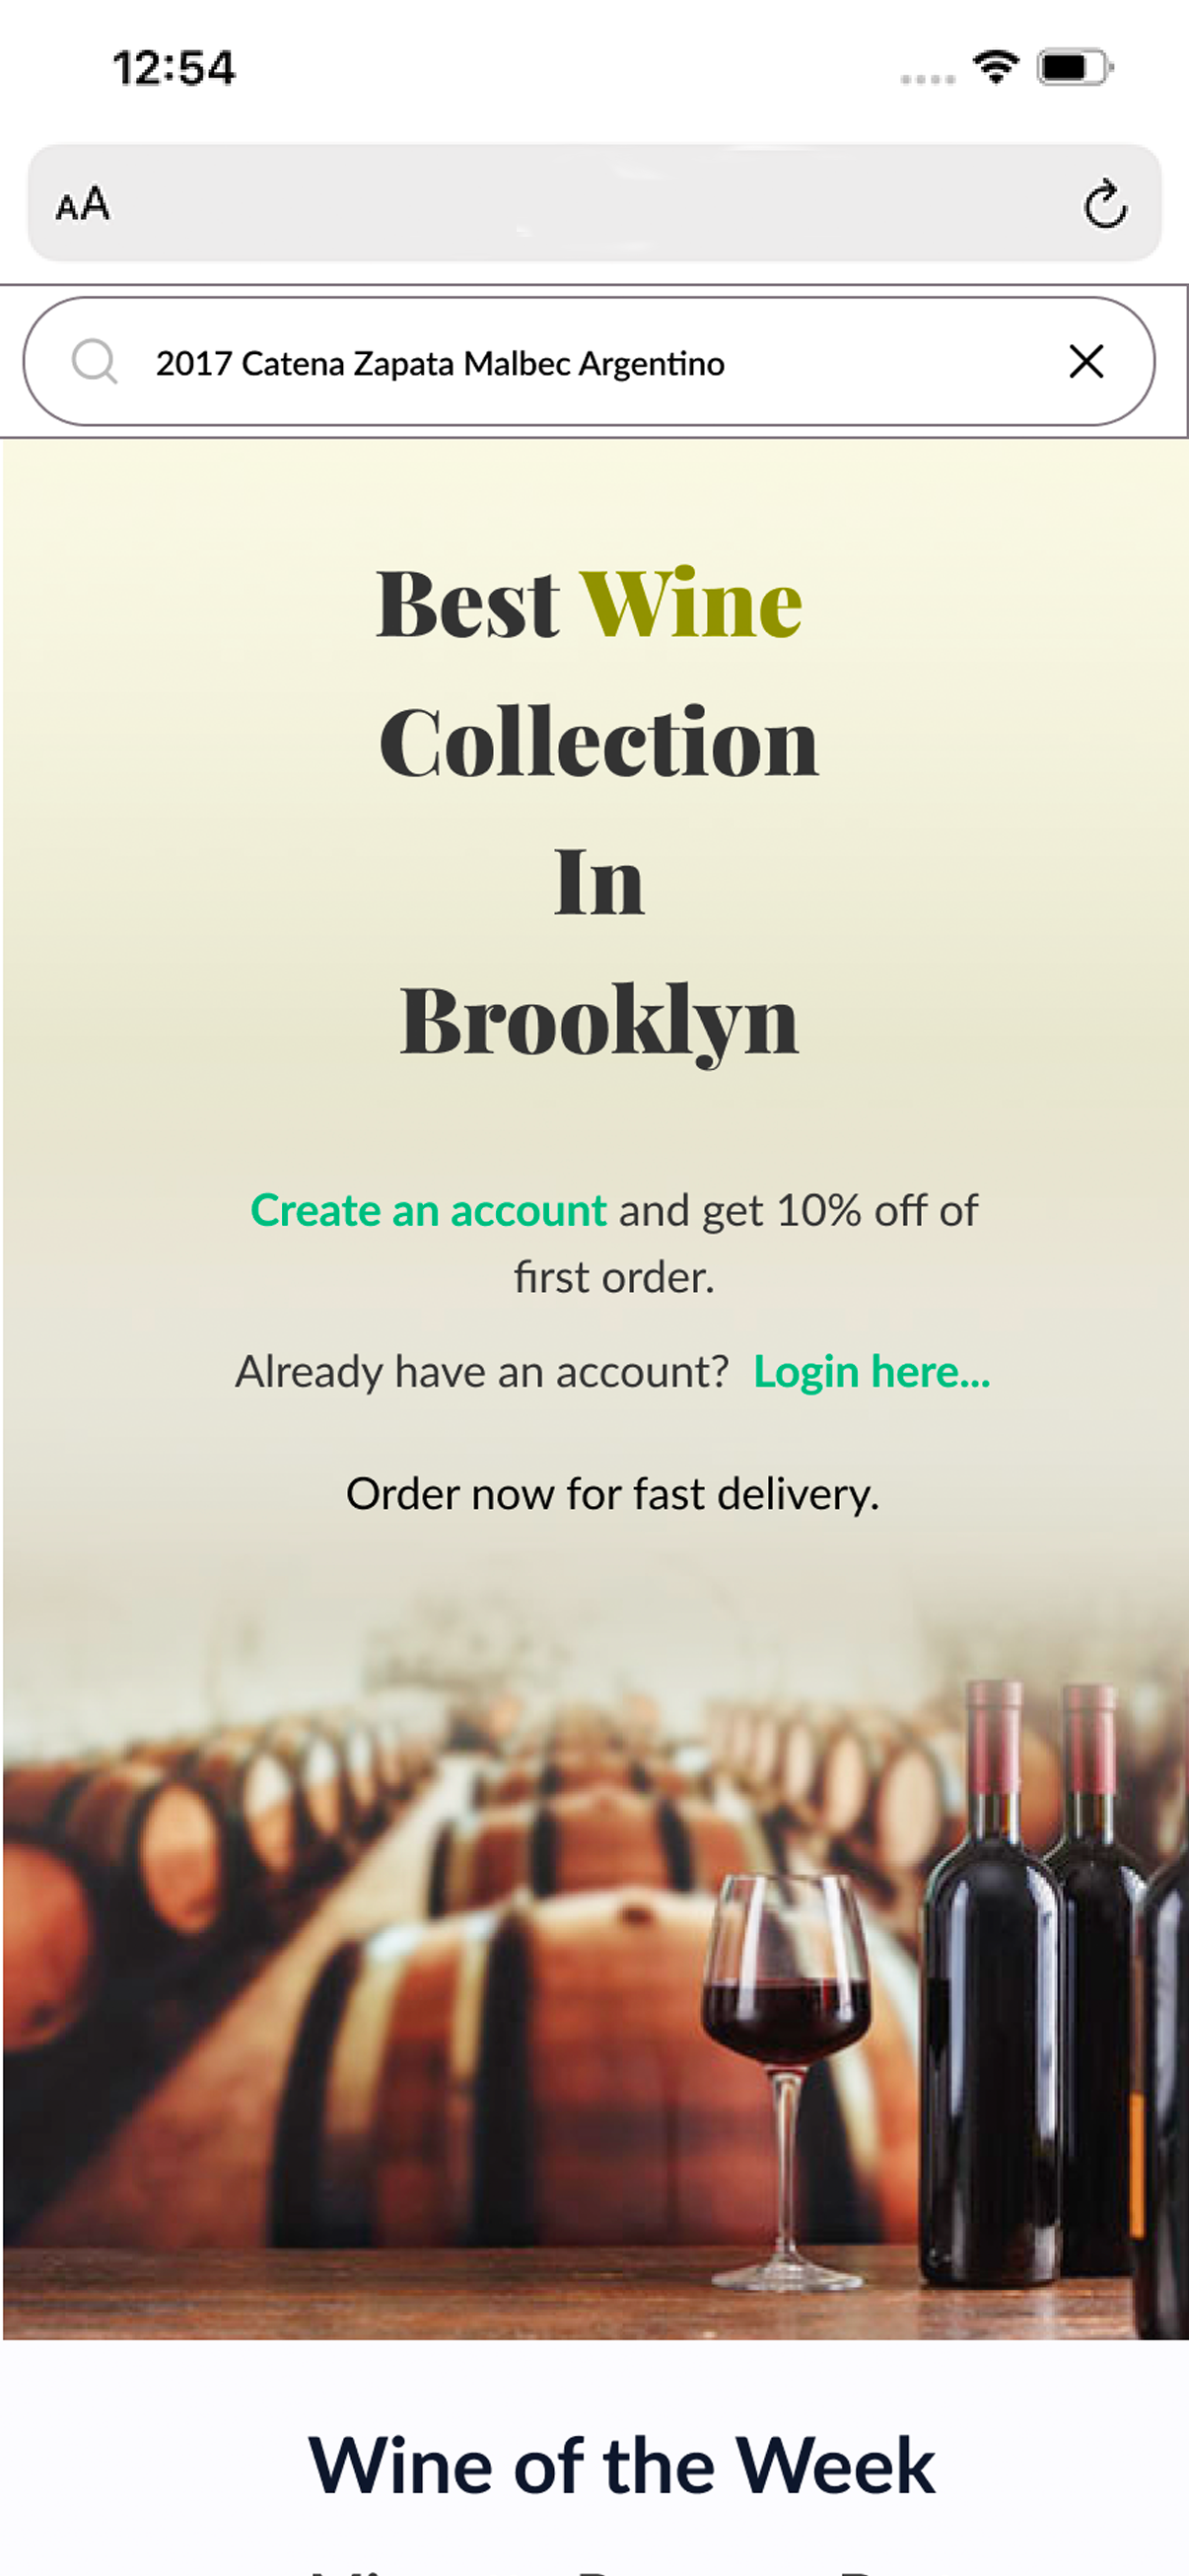 12:54
AA
2017 Catena Zapata Malbec Argentino
Best Wine
Collection
In
Brooklyn
Create an account and get 10% off of
first order.
Already have an account? Login here...
Order now for fast delivery.
Wine of the Week